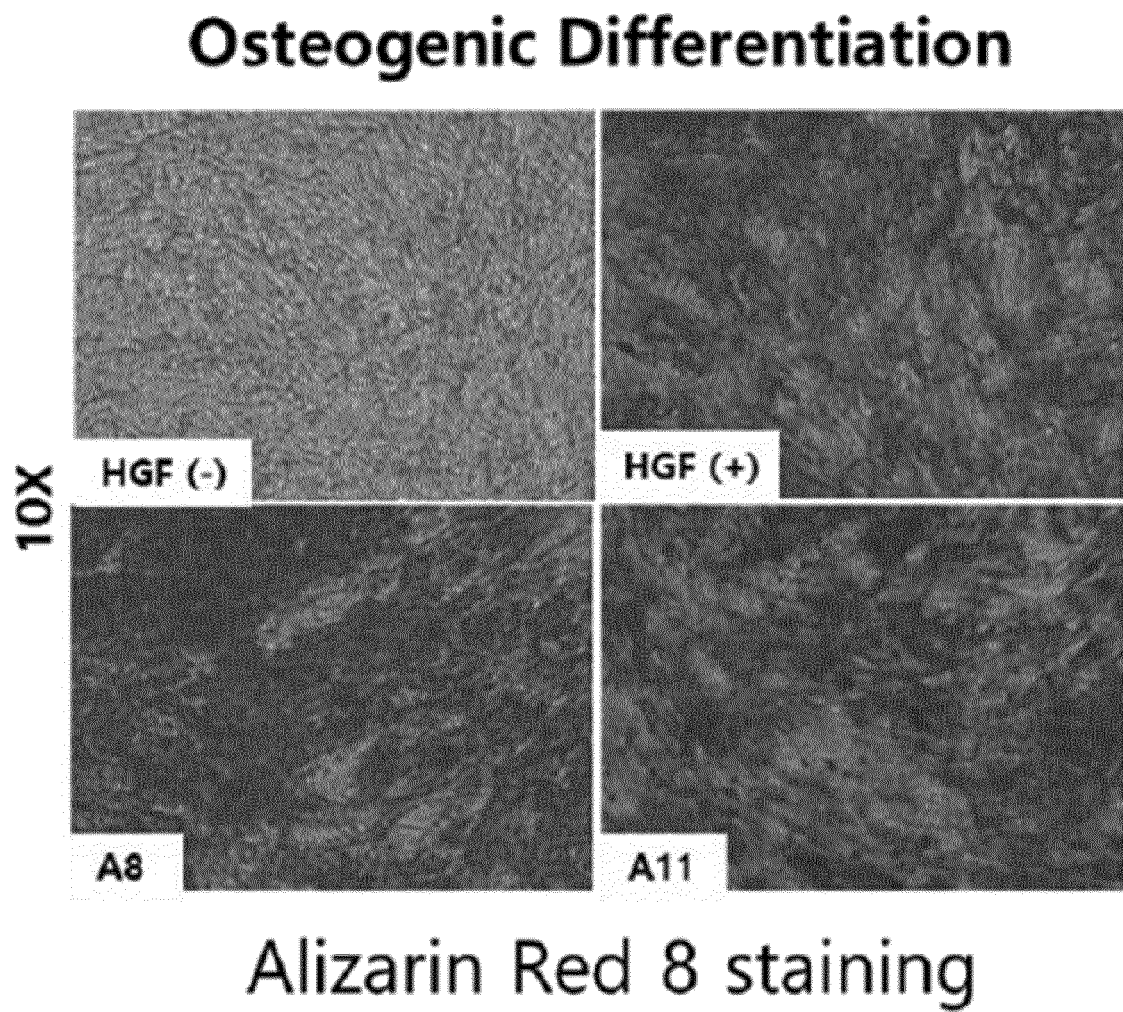 Osteogenic Differentiation
10X
HGF (-)
HGF (+)
A8
A11
Alizarin Red 8 staining